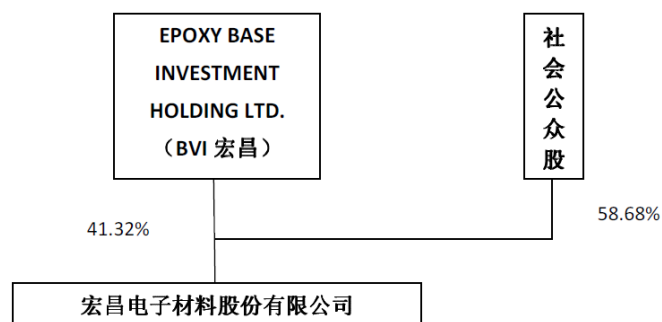 EPOXY BASE
INVESTMENT
HOLDING LTD.
（BVI 宏昌）
社
会
公
众
股
41.32%
58.68%
宏昌电子材料股份有限公司